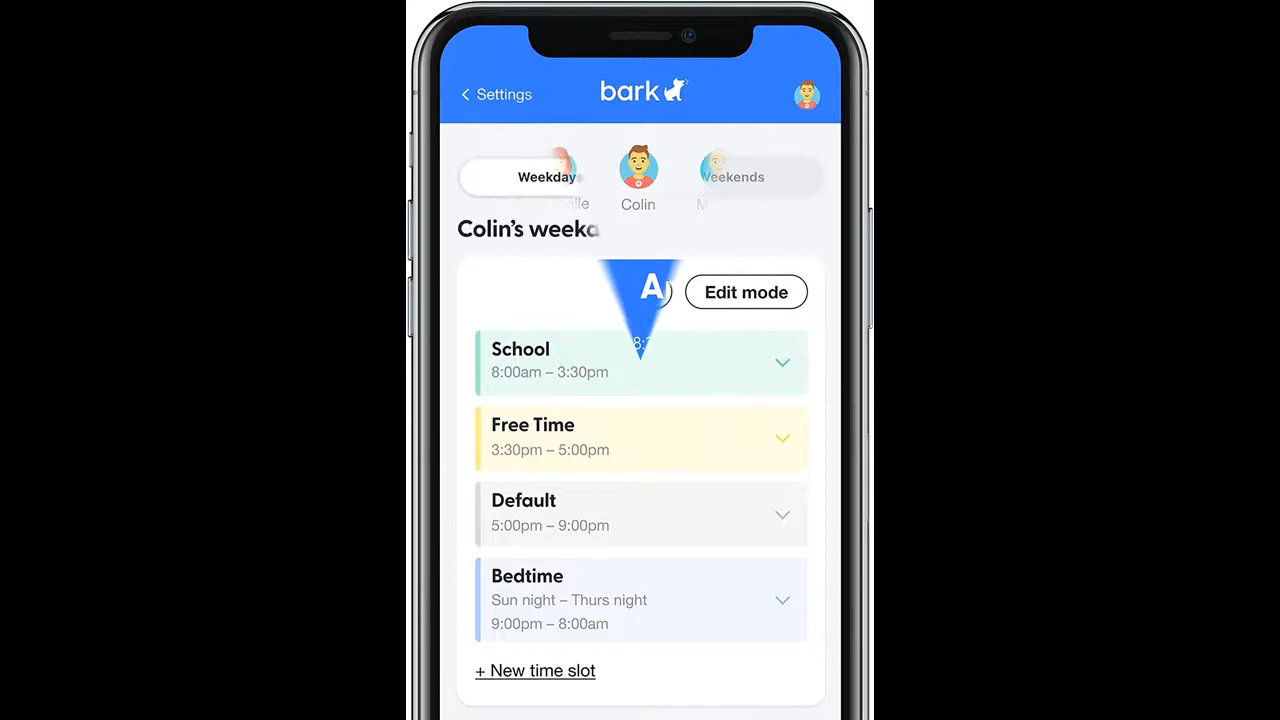 Settings
bark
Weekday
Weekends
Colin
Colin's weekd
Edit mode
School
8:00am – 3:30pm
Free Time
3:30pm – 5:00pm
Default
5:00pm – 9:00pm
Bedtime
Sun night – Thurs night
9:00pm – 8:00am
+ New time slot